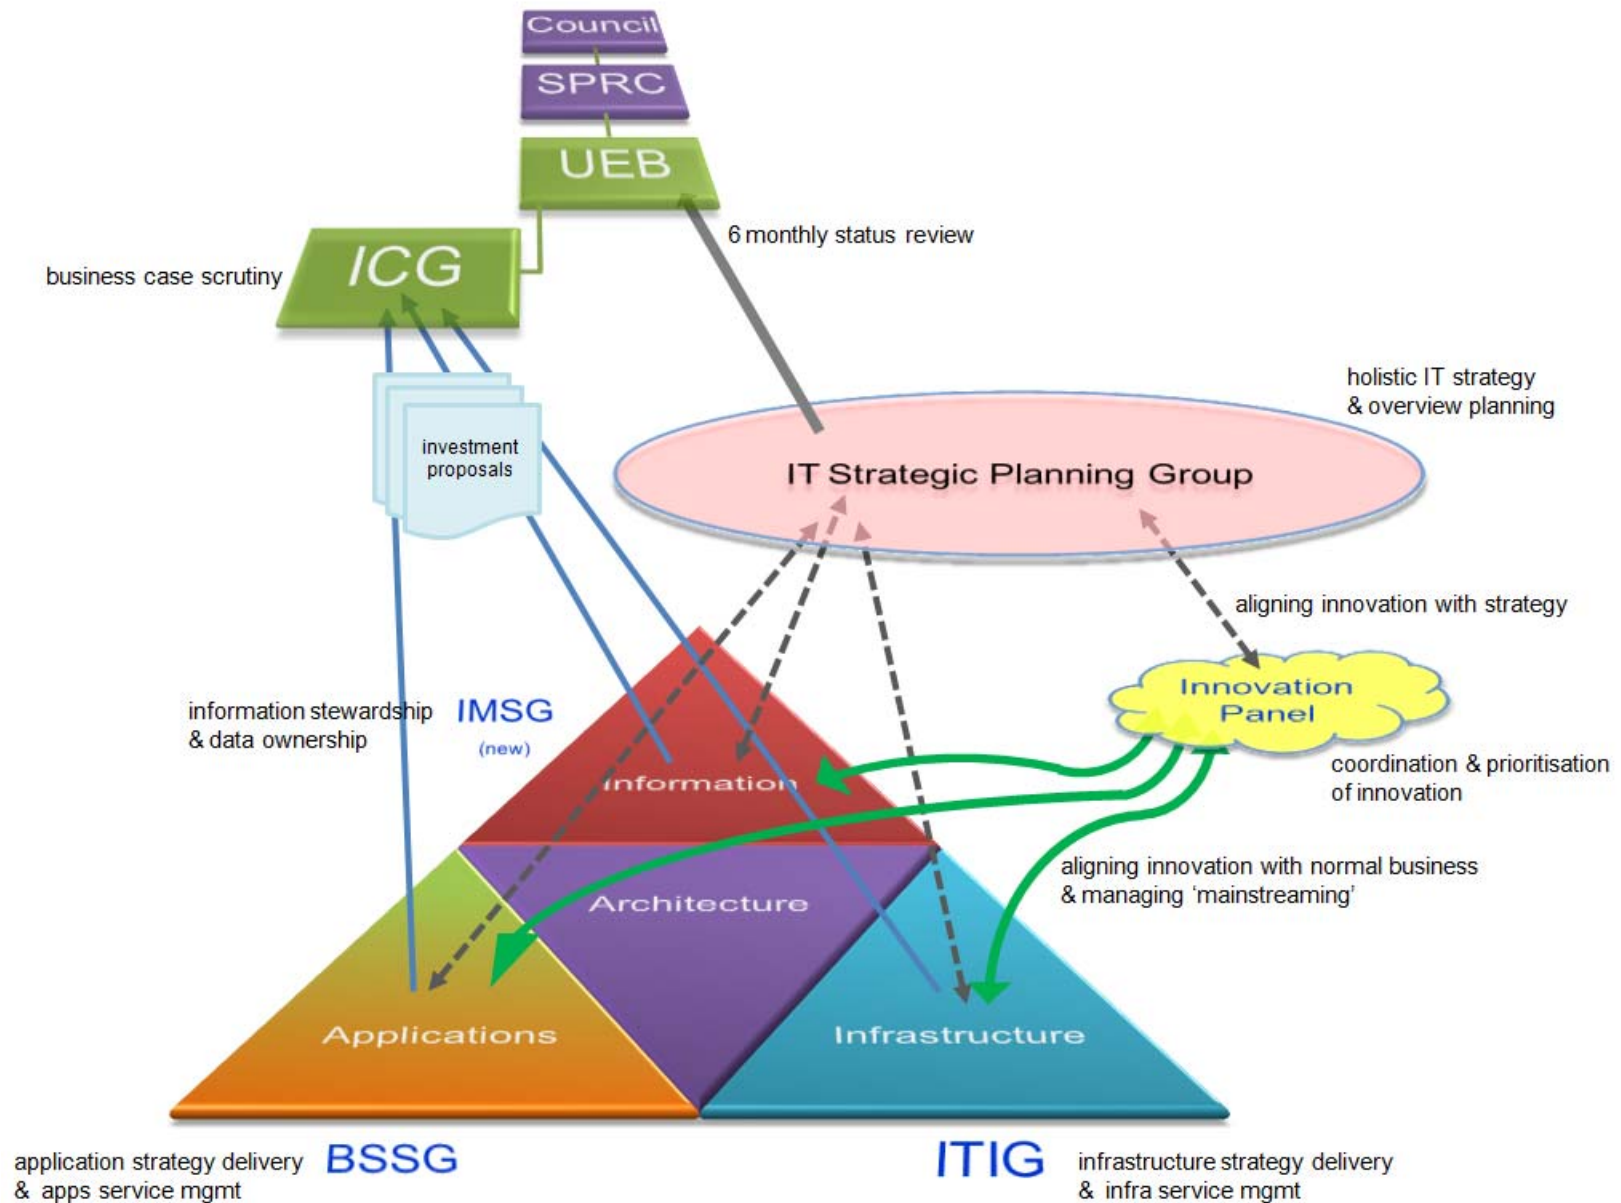 Council
SPRC
UEB
6 monthly status review
ICG
business case scrutiny
holistic IT strategy
& overview planning
investment
proposals
IT Strategic Planning Group
aligning innovation with strategy
Innovation
Panel
information stewardship
& data ownership
IMSG
(new)
coordination & prioritisation
of innovation
Information
aligning innovation with normal business
& managing ‘mainstreaming’
Architecture
Applications
Infrastructure
application strategy delivery
& apps service mgmt
BSSG
ITIG
infrastructure strategy delivery
& infra service mgmt